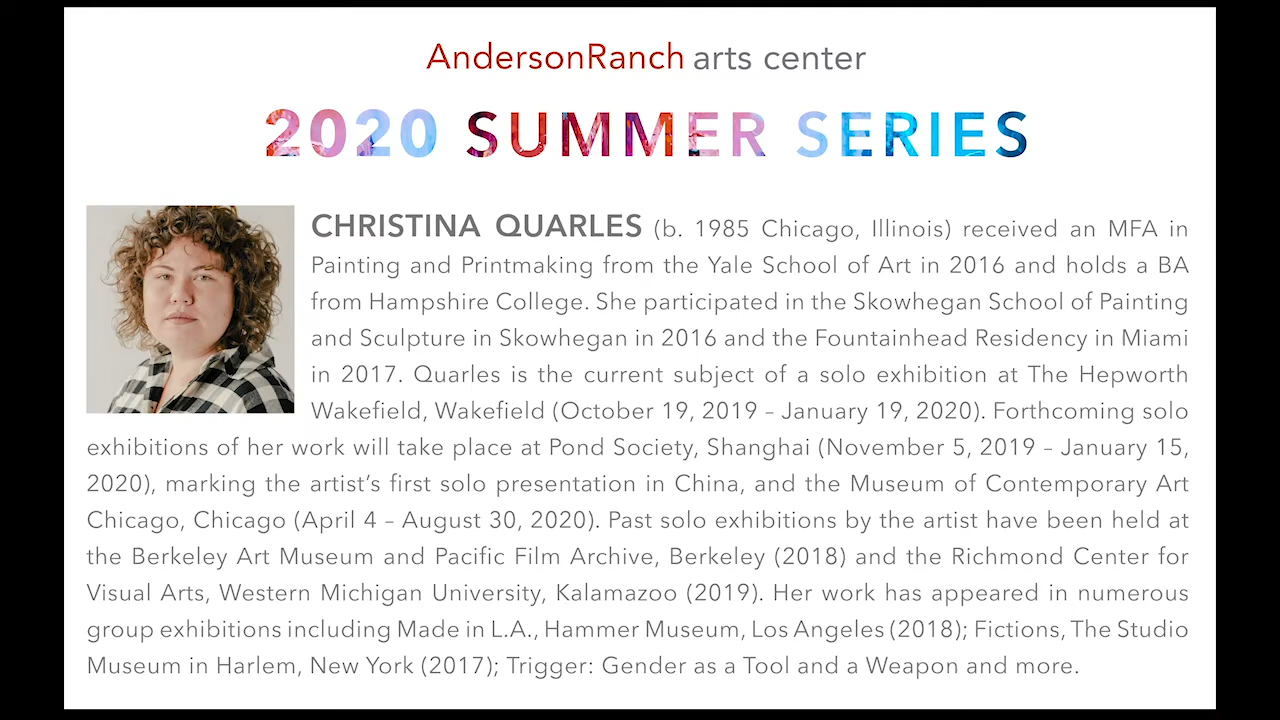 AndersonRanch arts center
2020 SUMMER SERIES
CHRISTINA QUARLES (b. 1985 Chicago, Illinois) received an MFA in
Painting and Printmaking from the Yale School of Art in 2016 and holds a BA
from Hampshire College. She participated in the Skowhegan School of Painting
and Sculpture in Skowhegan in 2016 and the Fountainhead Residency in Miami
in 2017. Quarles is the current subject of a solo exhibition at The Hepworth
Wakefield, Wakefield (October 19, 2019 – January 19, 2020). Forthcoming solo
exhibitions of her work will take place at Pond Society, Shanghai (November 5, 2019 – January 15,
2020), marking the artist’s first solo presentation in China, and the Museum of Contemporary Art
Chicago, Chicago (April 4 – August 30, 2020). Past solo exhibitions by the artist have been held at
the Berkeley Art Museum and Pacific Film Archive, Berkeley (2018) and the Richmond Center for
Visual Arts, Western Michigan University, Kalamazoo (2019). Her work has appeared in numerous
group exhibitions including Made in L.A., Hammer Museum, Los Angeles (2018); Fictions, The Studio
Museum in Harlem, New York (2017); Trigger: Gender as a Tool and a Weapon and more.